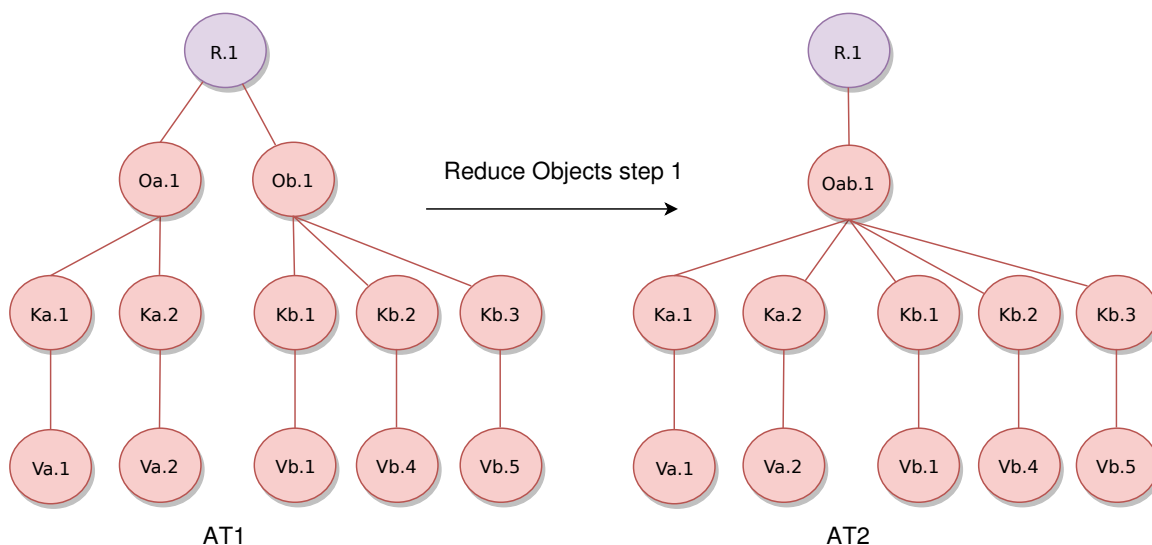 R.1
R.1
Oa.1 Ob.1
Reduce Objects step 1
Oab.1
Ka.1 Ka.2 Kb.1 Kb.2 Kb.3
Ka.1 Ka.2 Kb.1 Kb.2 Kb.3
Va.1 Va.2 Vb.1 Vb.4 Vb.5
Va.1 Va.2 Vb.1 Vb.4 Vb.5
AT1
AT2